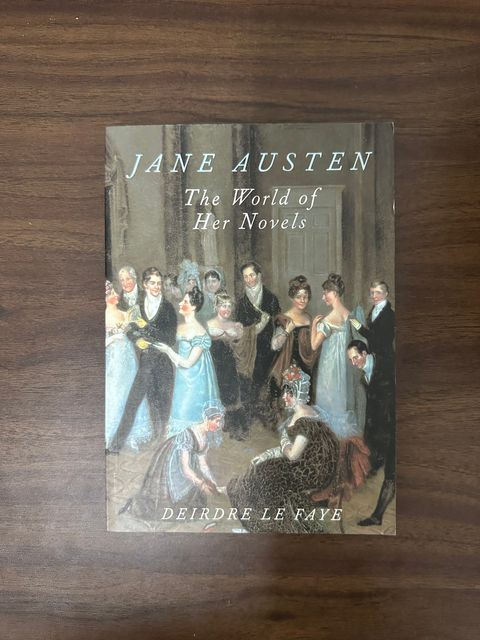 JANE AUSTEN
The World of
Her Novels
DEIRDRE LE FAYE